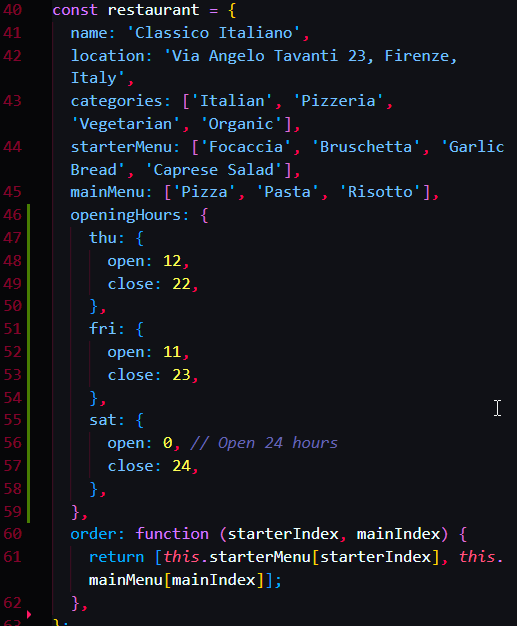 40 const restaurant = {
41 name: 'Classico Italiano',
42 location: 'Via Angelo Tavanti 23, Firenze,
Italy',
43 categories: ['Italian', 'Pizzeria',
'Vegetarian', 'Organic'],
44 starterMenu: ['Focaccia', 'Bruschetta', 'Garlic
Bread', 'Caprese Salad'],
45 mainMenu: ['Pizza', 'Pasta', 'Risotto'],
46 openingHours: {
47 thu: {
48 open: 12,
49 close: 22,
50 },
51 fri: {
52 open: 11,
53 close: 23,
54 },
55 sat: {
56 open: 0, // Open 24 hours
57 close: 24,
58 },
59 },
60 order: function (starterIndex, mainIndex) {
61 return [this.starterMenu[starterIndex], this.
mainMenu[mainIndex]];
62 },
63 };